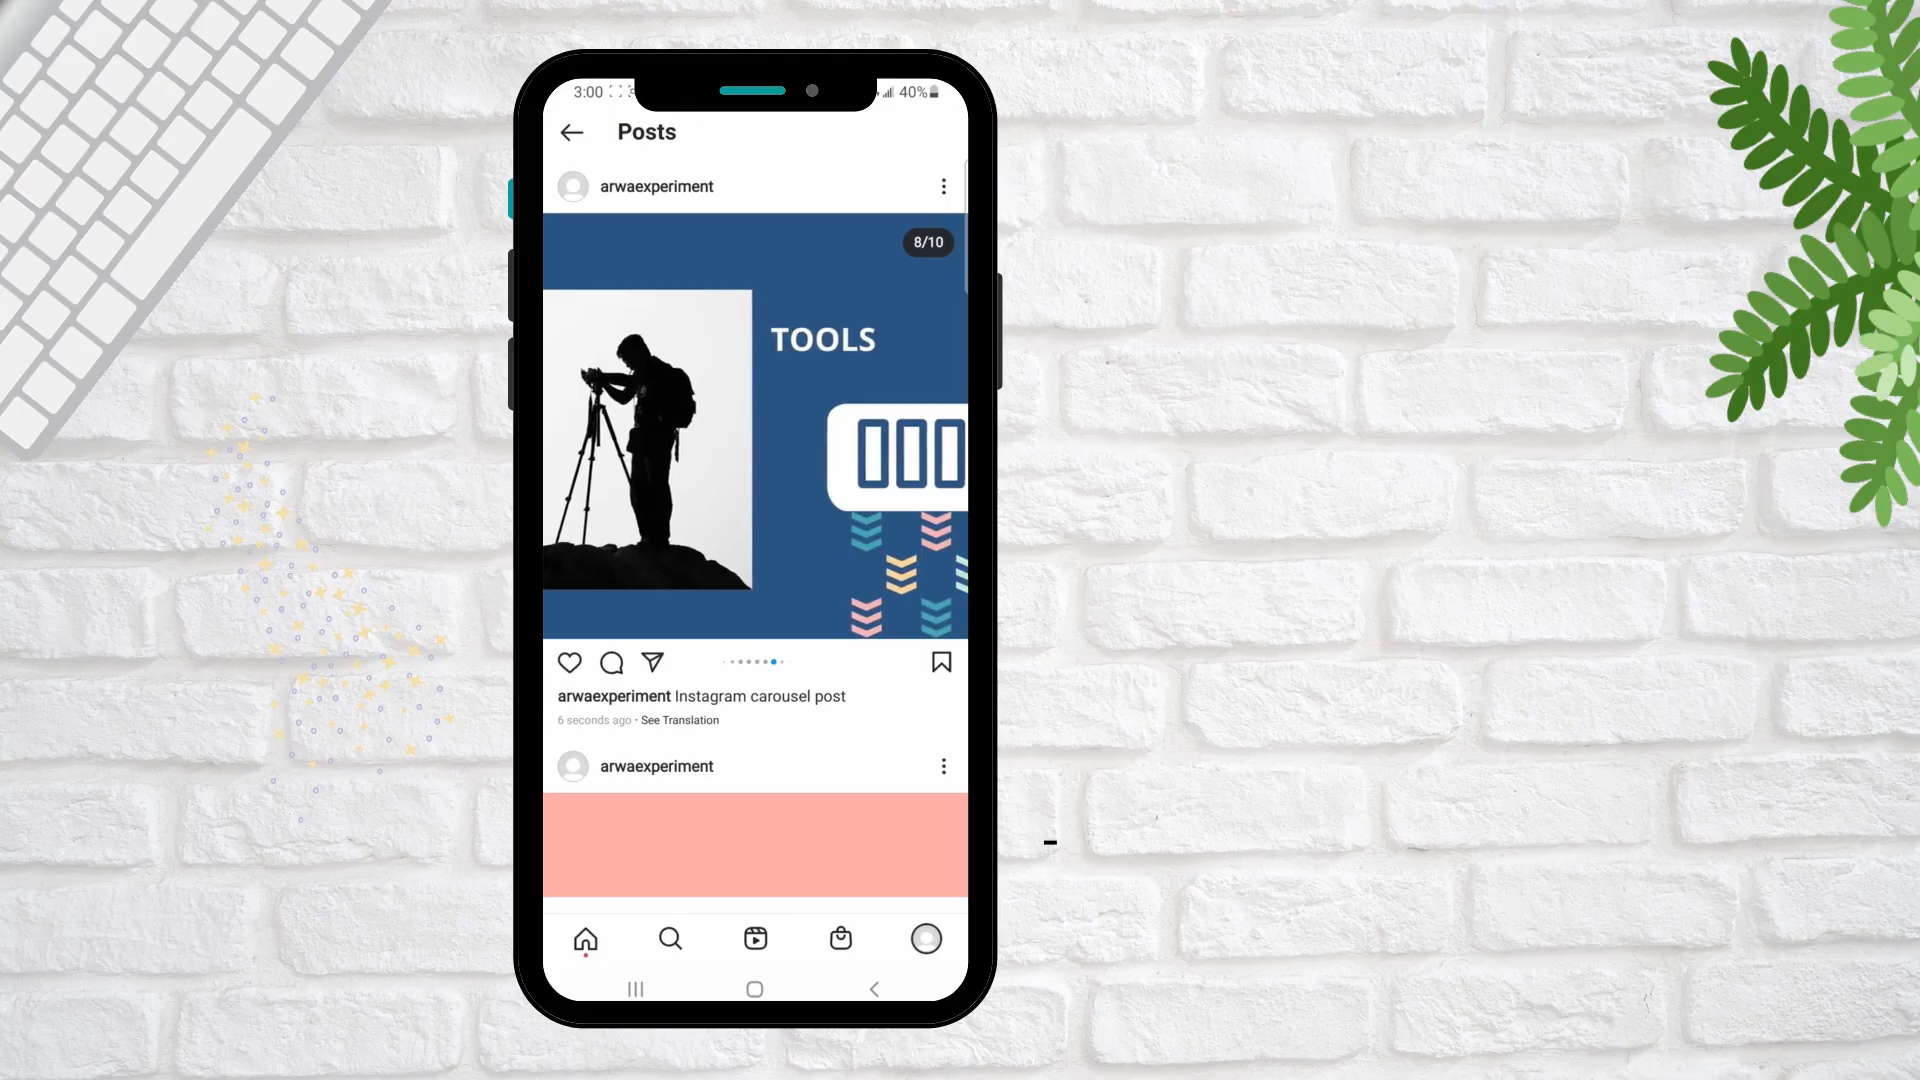 3:00 40%
Posts
arwaexperiment
8/10
TOOLS
arwaexperiment Instagram carousel post
6 seconds ago • See Translation
arwaexperiment